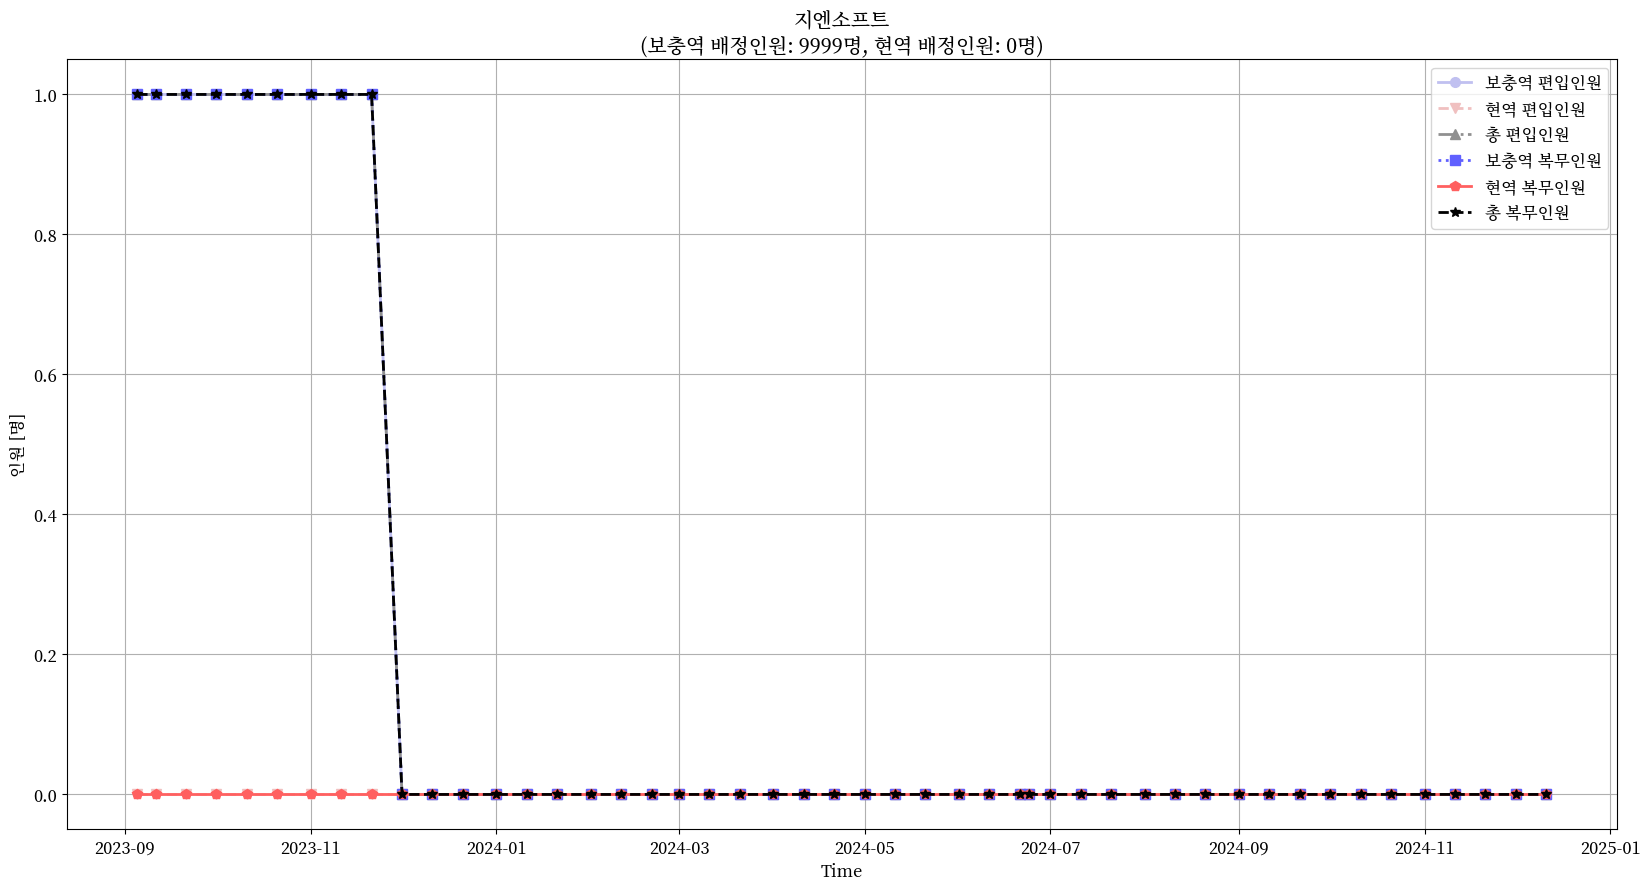 지엔소프트
(보충역 배정인원: 9999명, 현역 배정인원: 0명)
보충역 편입인원
현역 편입인원
총 편입인원
보충역 복무인원
현역 복무인원
총 복무인원
인원 [명]
1.0
0.8
0.6
0.4
0.2
0.0
2023-09
2023-11
2024-01
2024-03
2024-05
2024-07
2024-09
2024-11
2025-01
Time